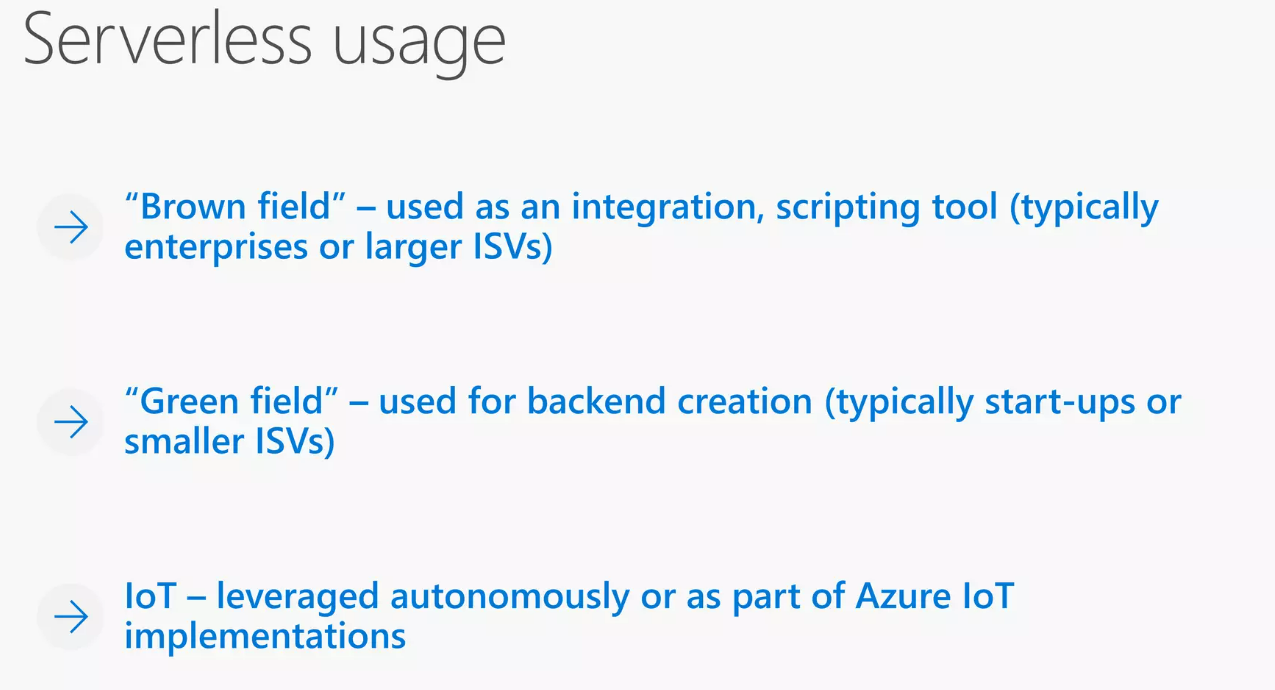 Serverless usage
“Brown field” – used as an integration, scripting tool (typically
enterprises or larger ISVs)
“Green field” – used for backend creation (typically start-ups or
smaller ISVs)
IoT – leveraged autonomously or as part of Azure IoT
implementations